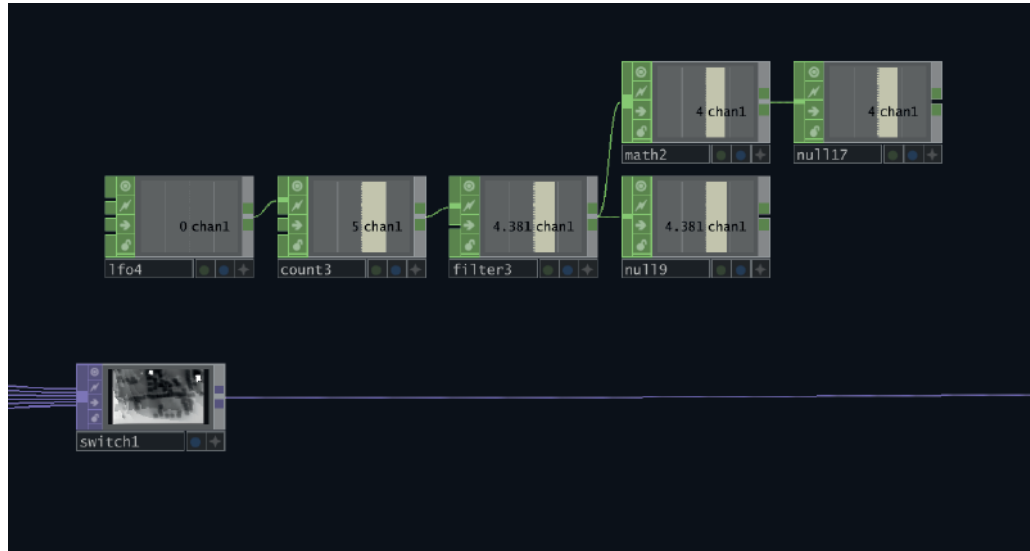 4 chan1
math2
4 chan1
null17
0 chan1
lfo4
5 chan1
count3
4.381 chan1
filter3
4.381 chan1
null9
switch1